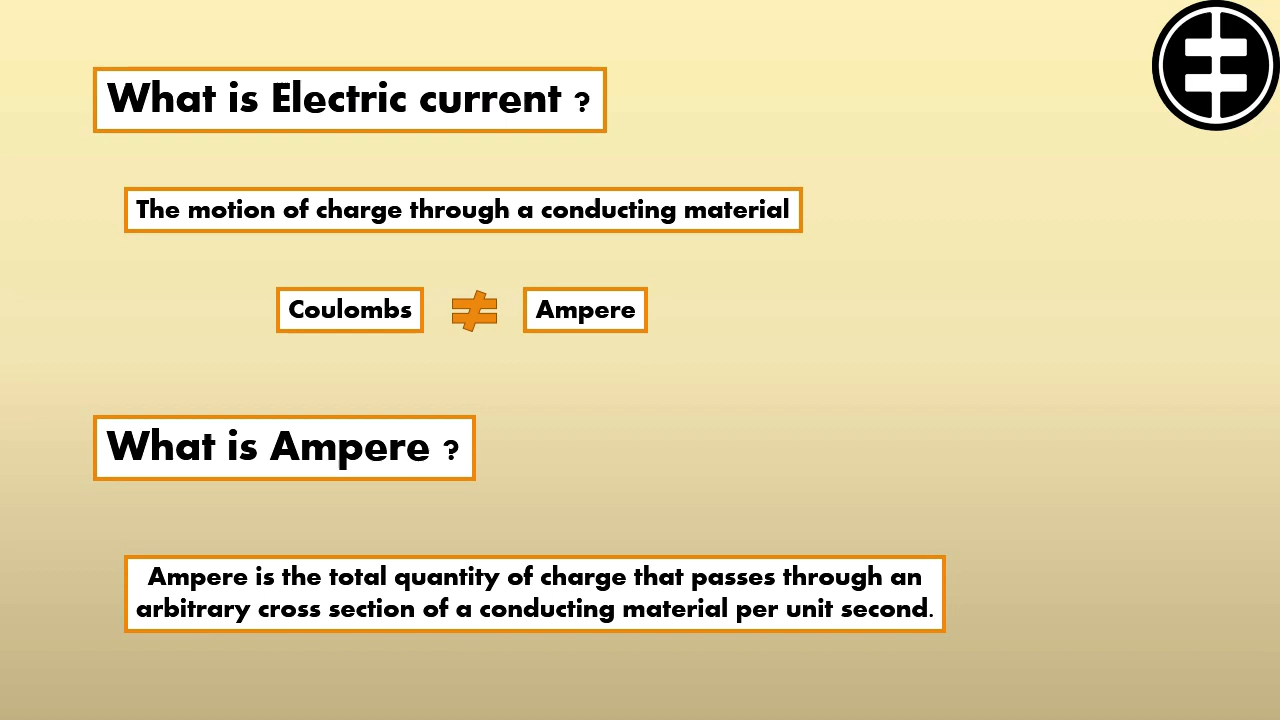 What is Electric current ?
The motion of charge through a conducting material
Coulombs ≠ Ampere
What is Ampere ?
Ampere is the total quantity of charge that passes through an
arbitrary cross section of a conducting material per unit second.